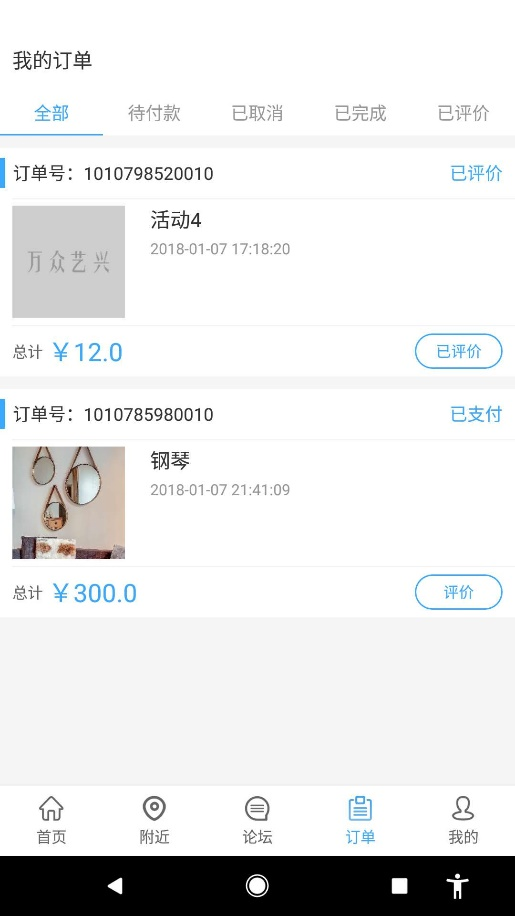 我的订单
全部 待付款 已取消 已完成 已评价
订单号：1010798520010 已评价
万众艺兴
活动4
2018-01-07 17:18:20
总计 ￥12.0 已评价
订单号：1010785980010 已支付
钢琴
2018-01-07 21:41:09
总计 ￥300.0 评价
首页 附近 论坛 订单 我的